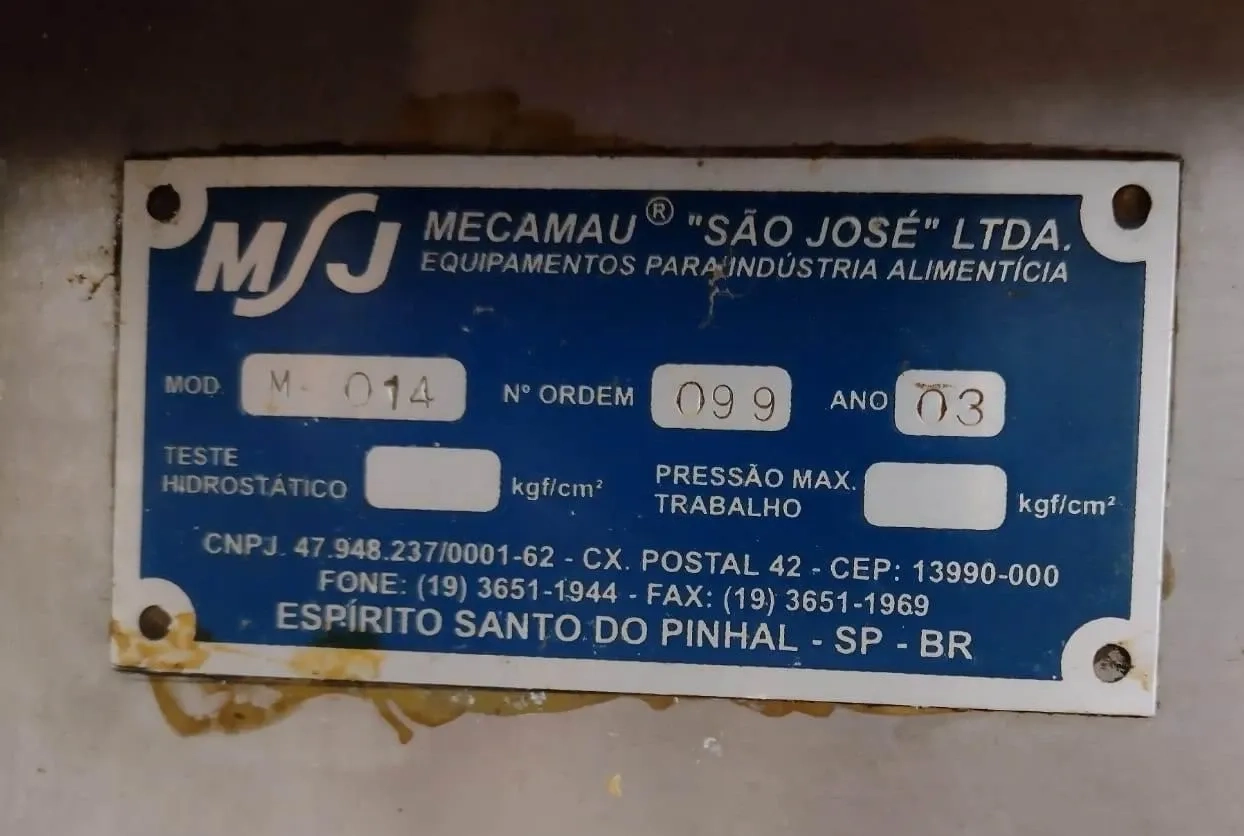 MSJ MECAMAU ® "SÃO JOSÉ" LTDA.
EQUIPAMENTOS PARA INDÚSTRIA ALIMENTÍCIA
MOD. M- 014 Nº ORDEM 099 ANO 03
TESTE HIDROSTÁTICO kgf/cm² PRESSÃO MAX. TRABALHO kgf/cm²
CNPJ. 47.948.237/0001-62 - CX. POSTAL 42 - CEP: 13990-000
FONE: (19) 3651-1944 - FAX: (19) 3651-1969
ESPÍRITO SANTO DO PINHAL - SP - BR